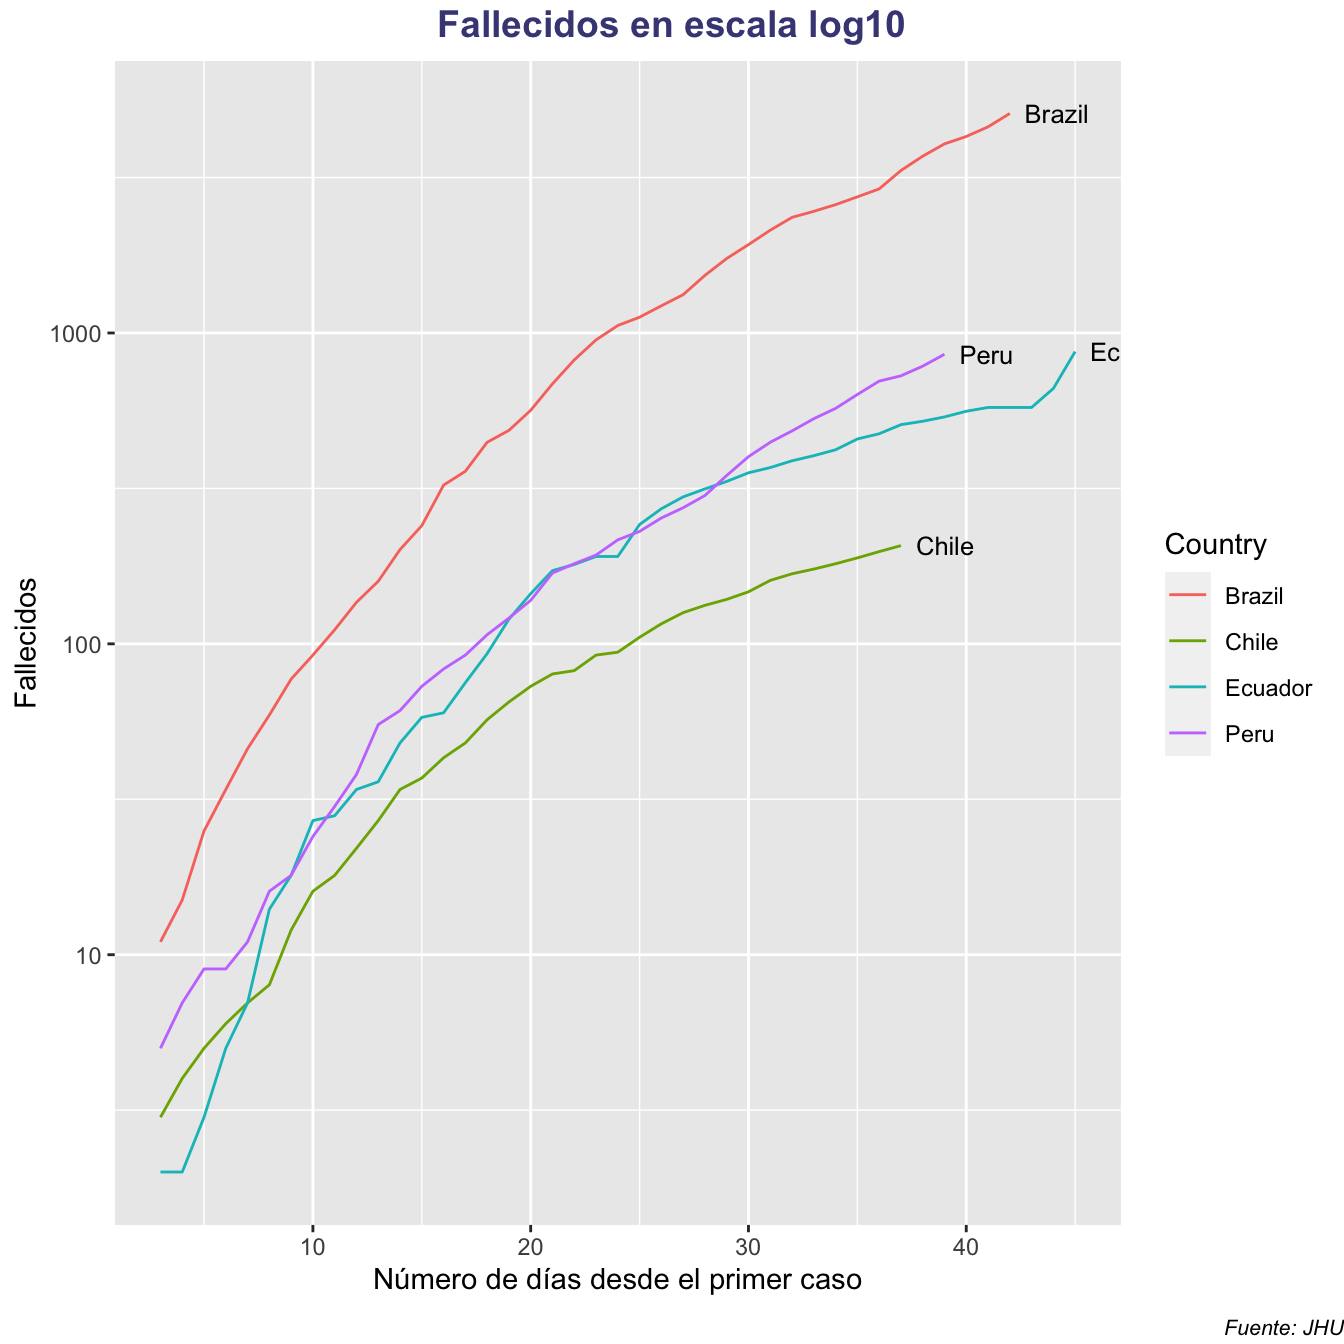 Fallecidos en escala log10
Fallecidos
1000
100
10
Brazil
Peru
Ec
Chile
10 20 30 40
Número de días desde el primer caso
Country
Brazil
Chile
Ecuador
Peru
Fuente: JHU